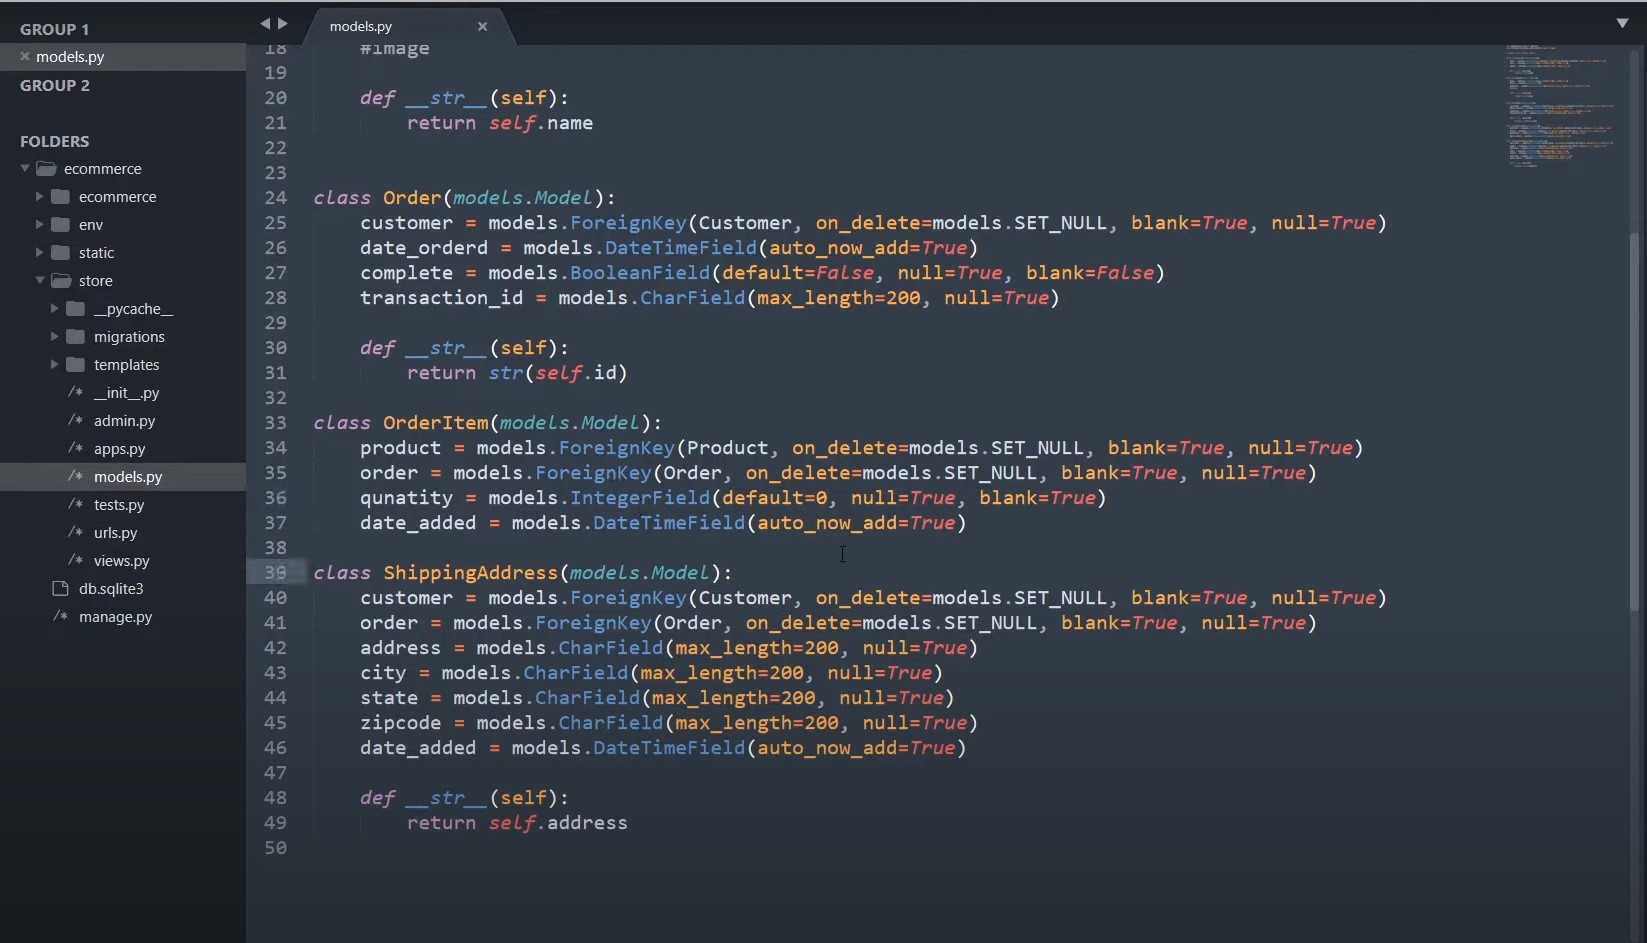 GROUP 1
models.py
GROUP 2
FOLDERS
ecommerce
ecommerce
env
static
store
__pycache__
migrations
templates
/* __init__.py
/* admin.py
/* apps.py
/* models.py
/* tests.py
/* urls.py
/* views.py
db.sqlite3
/* manage.py
models.py
18 #image
19
20 def __str__(self):
21 return self.name
22
23
24 class Order(models.Model):
25 customer = models.ForeignKey(Customer, on_delete=models.SET_NULL, blank=True, null=True)
26 date_orderd = models.DateTimeField(auto_now_add=True)
27 complete = models.BooleanField(default=False, null=True, blank=False)
28 transaction_id = models.CharField(max_length=200, null=True)
29
30 def __str__(self):
31 return str(self.id)
32
33 class OrderItem(models.Model):
34 product = models.ForeignKey(Product, on_delete=models.SET_NULL, blank=True, null=True)
35 order = models.ForeignKey(Order, on_delete=models.SET_NULL, blank=True, null=True)
36 qunatity = models.IntegerField(default=0, null=True, blank=True)
37 date_added = models.DateTimeField(auto_now_add=True)
38
39 class ShippingAddress(models.Model):
40 customer = models.ForeignKey(Customer, on_delete=models.SET_NULL, blank=True, null=True)
41 order = models.ForeignKey(Order, on_delete=models.SET_NULL, blank=True, null=True)
42 address = models.CharField(max_length=200, null=True)
43 city = models.CharField(max_length=200, null=True)
44 state = models.CharField(max_length=200, null=True)
45 zipcode = models.CharField(max_length=200, null=True)
46 date_added = models.DateTimeField(auto_now_add=True)
47
48 def __str__(self):
49 return self.address
50